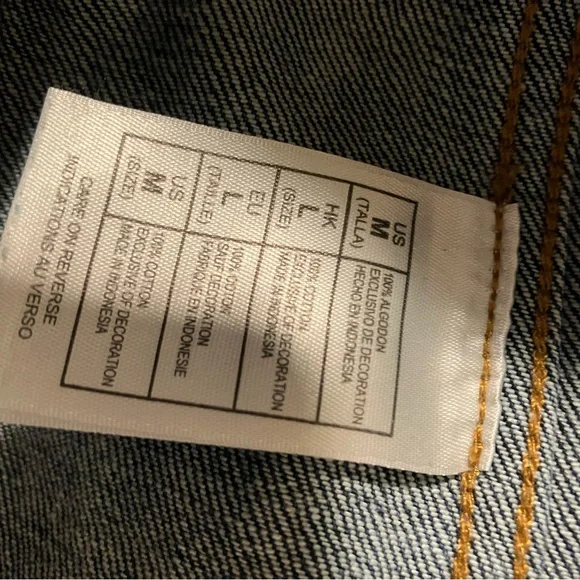 US
M
(TALLA)
100% ALGODON
EXCLUSIVO DE DECORATION
HECHO EN INDONESIA
HK
L
(SIZE)
100% COTTON
EXCLUSIVE OF DECORATION
MADE IN INDONESIA
EU
L
(TAILLE)
100% COTON
SAUF DECORATION
FABRIQUE EN INDONESIE
US
M
(SIZE)
100% COTTON
EXCLUSIVE OF DECORATION
MADE IN INDONESIA
CARE ON REVERSE
INDICATIONS AU VERSO